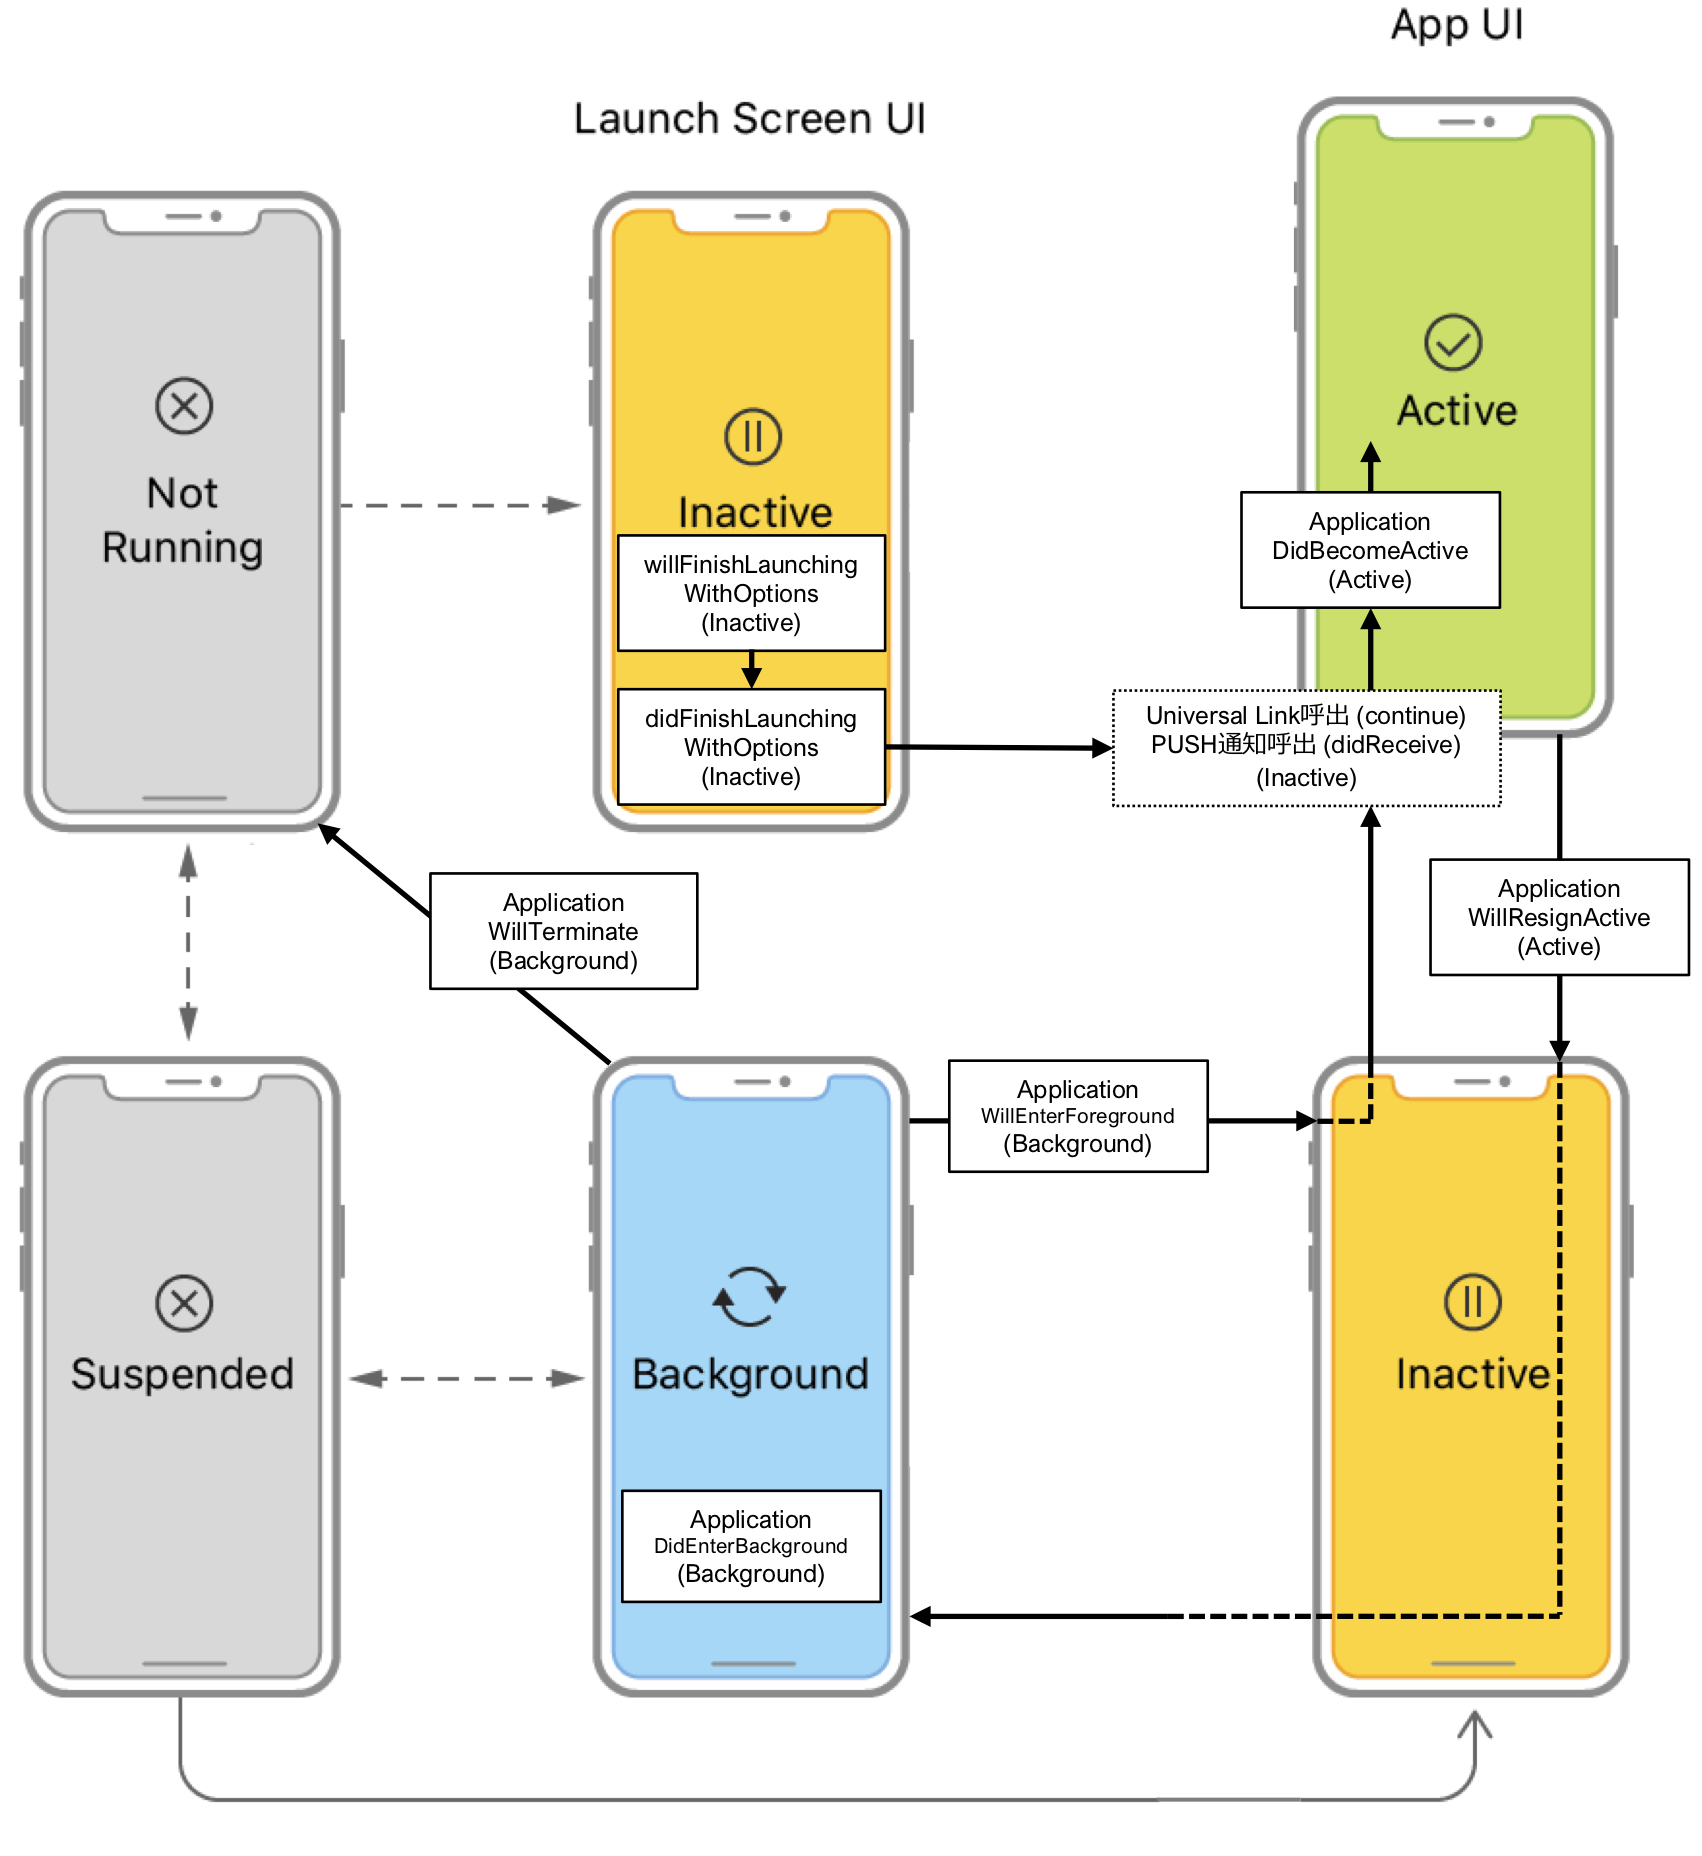 App UI
Launch Screen UI
Active
Not
Running
Inactive
Application
DidBecomeActive
(Active)
willFinishLaunching
WithOptions
(Inactive)
didFinishLaunching
WithOptions
(Inactive)
Universal Link呼出 (continue)
PUSH通知呼出 (didReceive)
(Inactive)
Application
WillTerminate
(Background)
Application
WillResignActive
(Active)
Application
WillEnterForeground
(Background)
Suspended
Background
Inactive
Application
DidEnterBackground
(Background)